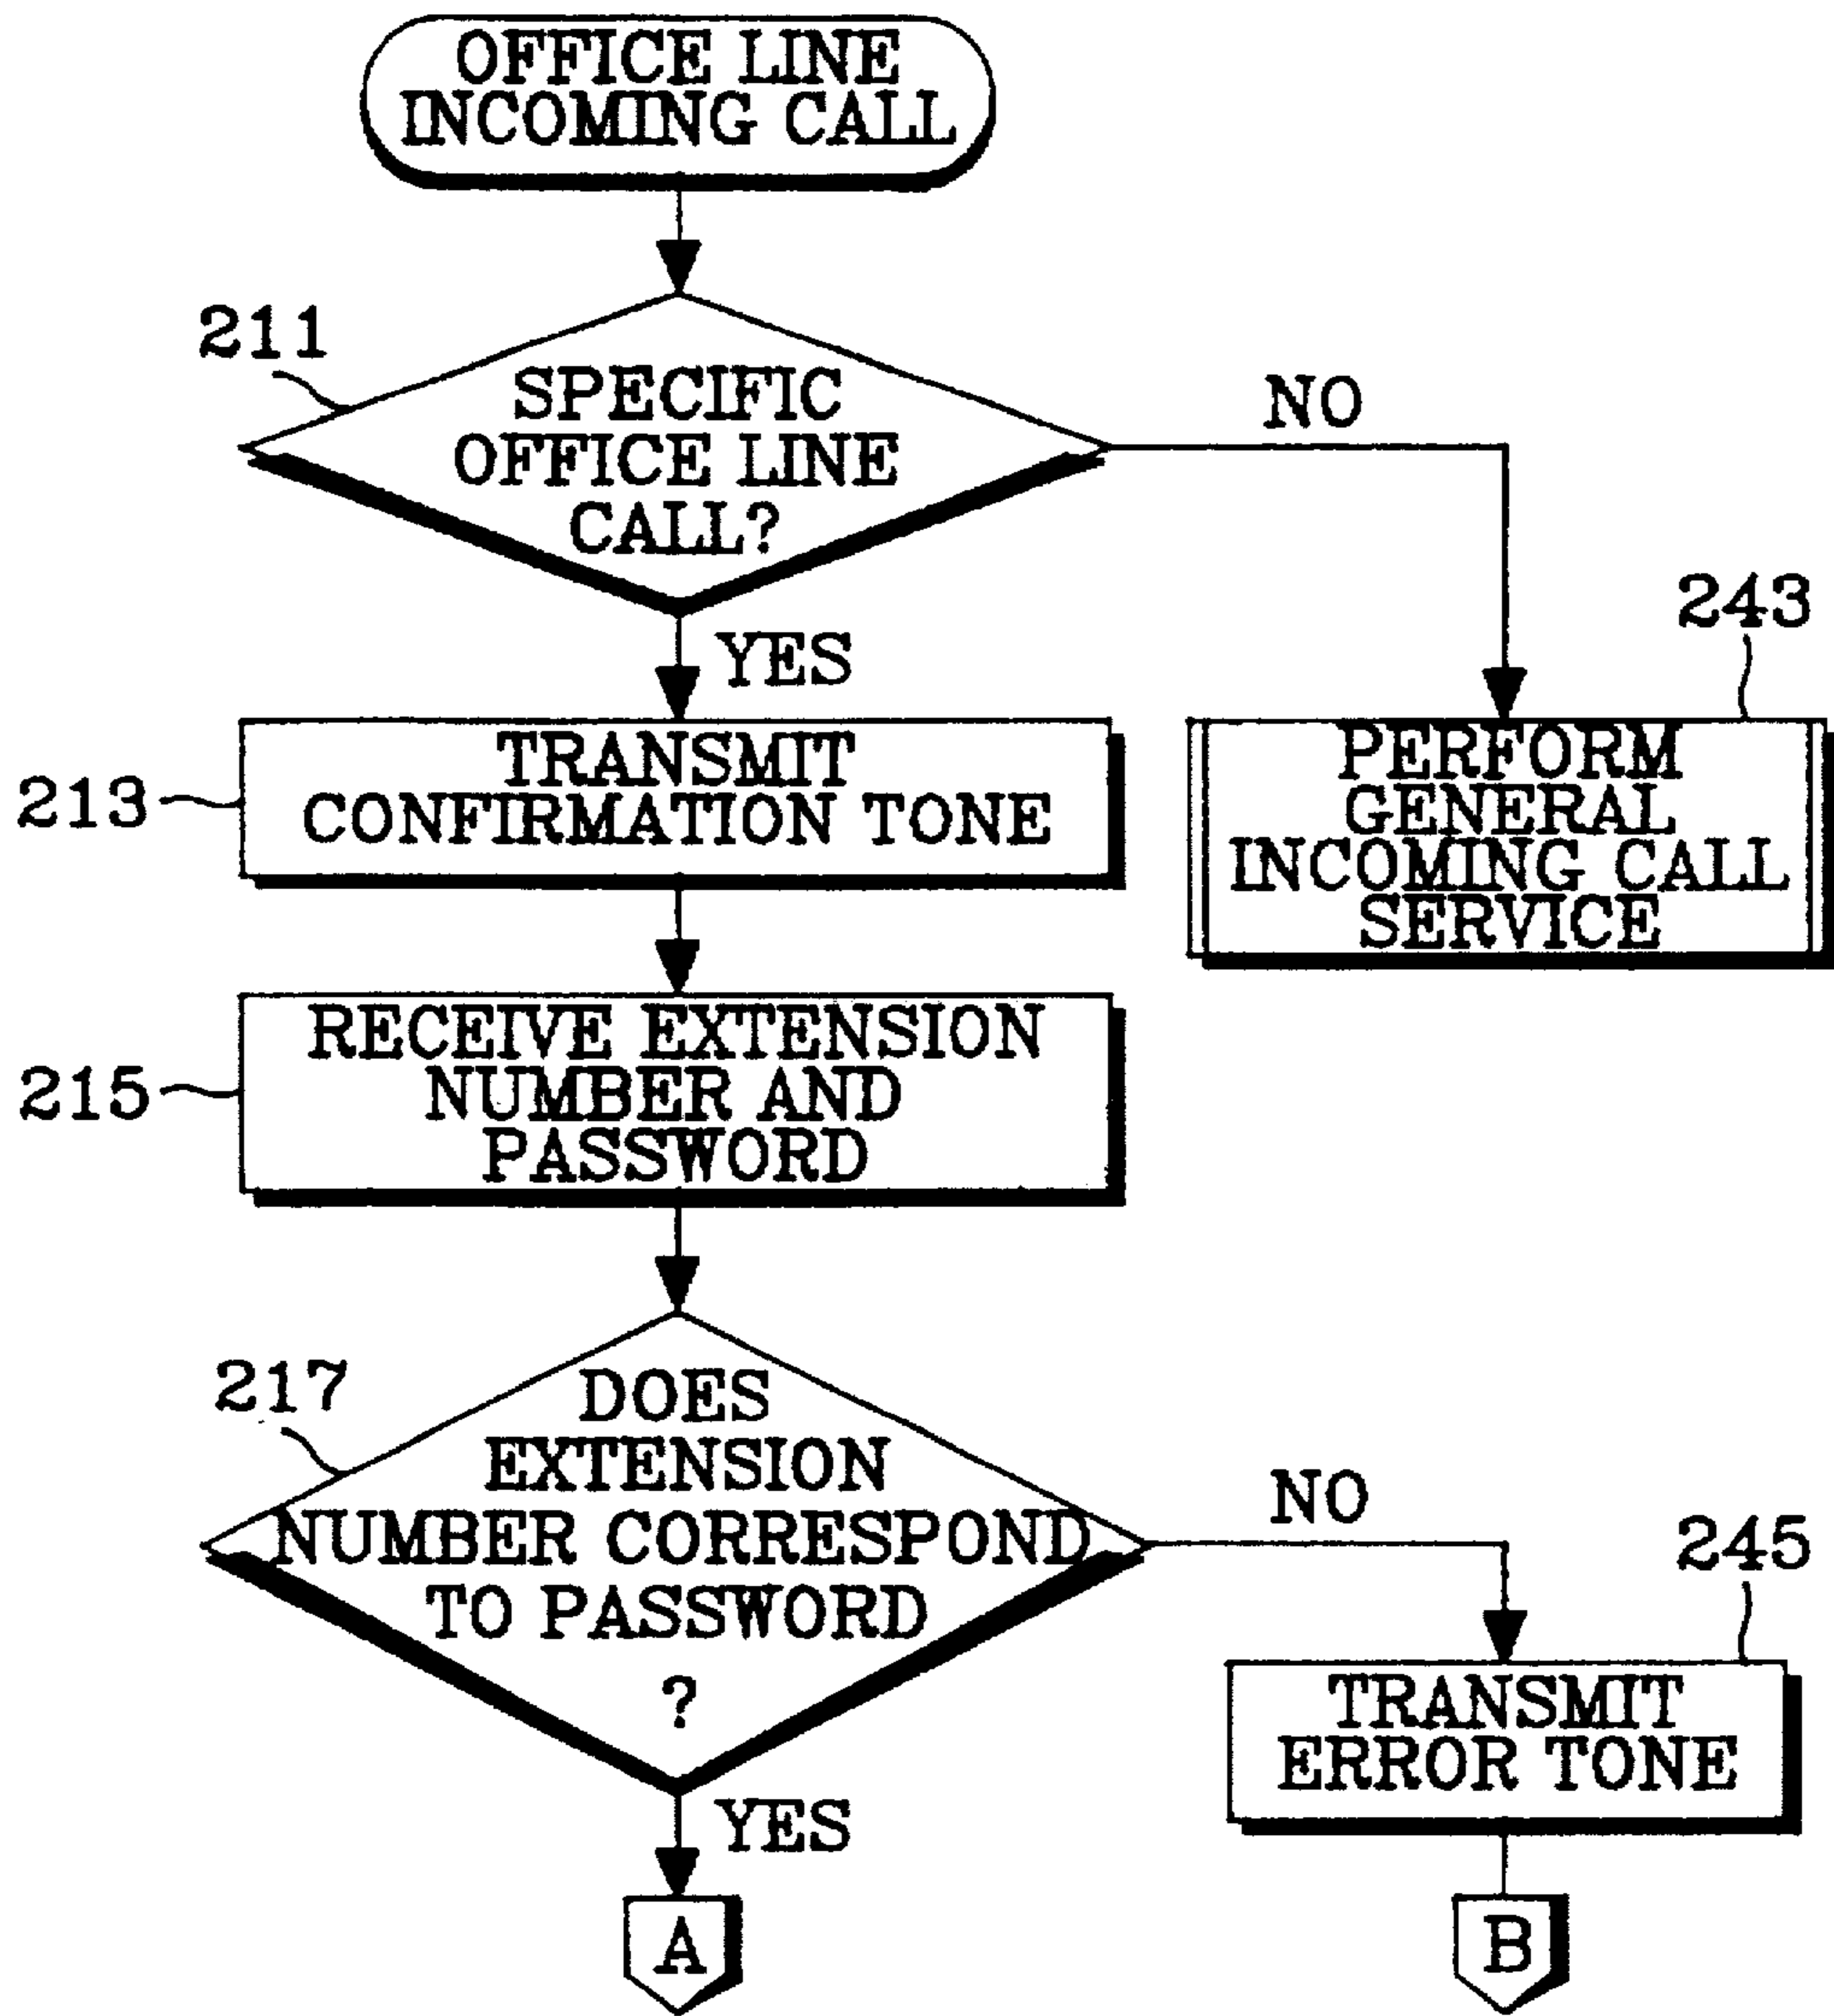 OFFICE LINE
INCOMING CALL
211
SPECIFIC
OFFICE LINE
CALL?
NO
YES
243
213
TRANSMIT
CONFIRMATION TONE
PERFORM
GENERAL
INCOMING CALL
SERVICE
215
RECEIVE EXTENSION
NUMBER AND
PASSWORD
217
DOES
EXTENSION
NUMBER CORRESPOND
TO PASSWORD
?
NO
245
YES
TRANSMIT
ERROR TONE
A
B